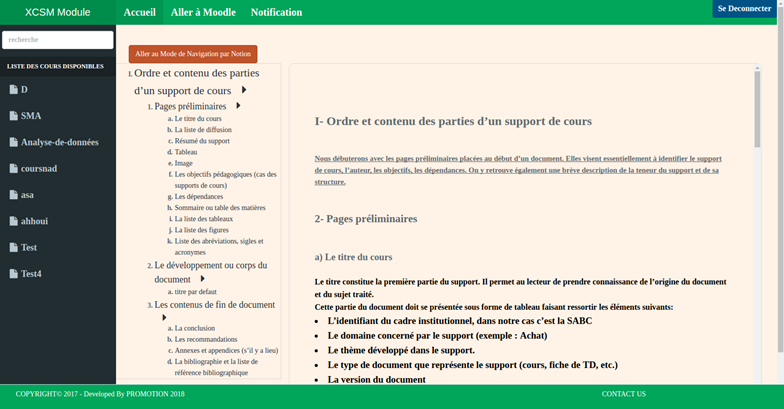 XCSM Module
Accueil Aller à Moodle Notification
Se Deconnecter
recherche
LISTE DES COURS DISPONIBLES
D
SMA
Analyse-de-données
coursnad
asa
ahhoui
Test
Test4
Aller au Mode de Navigation par Notion
1. Ordre et contenu des parties
d'un support de cours
1. Pages préliminaires
a. Le titre du cours
b. La liste de diffusion
c. Résumé du support
d. Tableau
e. Image
f. Les objectifs pédagogiques (cas des
supports de cours)
g. Les dépendances
h. Sommaire ou table des matières
i. La liste des tableaux
j. La liste des figures
k. Liste des abréviations, sigles et
acronymes
2. Le développement ou corps du
document
a. titre par defaut
3. Les contenus de fin de document
a. La conclusion
b. Les recommandations
c. Annexes et appendices (s'il y a lieu)
d. La bibliographie et la liste de
référence bibliographique
I- Ordre et contenu des parties d'un support de cours
Nous débuterons avec les pages préliminaires placées au début d'un document. Elles visent essentiellement à identifier le support
de cours, l'auteur, les objectifs, les dépendances. On y retrouve également une brève description de la teneur du support et de sa
structure.
2- Pages préliminaires
a) Le titre du cours
Le titre constitue la première partie du support. Il permet au lecteur de prendre connaissance de l'origine du document
et du sujet traité.
Cette partie du document doit se présentée sous forme de tableau faisant ressortir les éléments suivants:
• L'identifiant du cadre institutionnel, dans notre cas c'est la SABC
• Le domaine concerné par le support (exemple : Achat)
• Le thème développé dans le support.
• Le type de document que représente le support (cours, fiche de TD, etc.)
• La version du document
COPYRIGHT© 2017 - Developed By PROMOTION 2018
CONTACT US